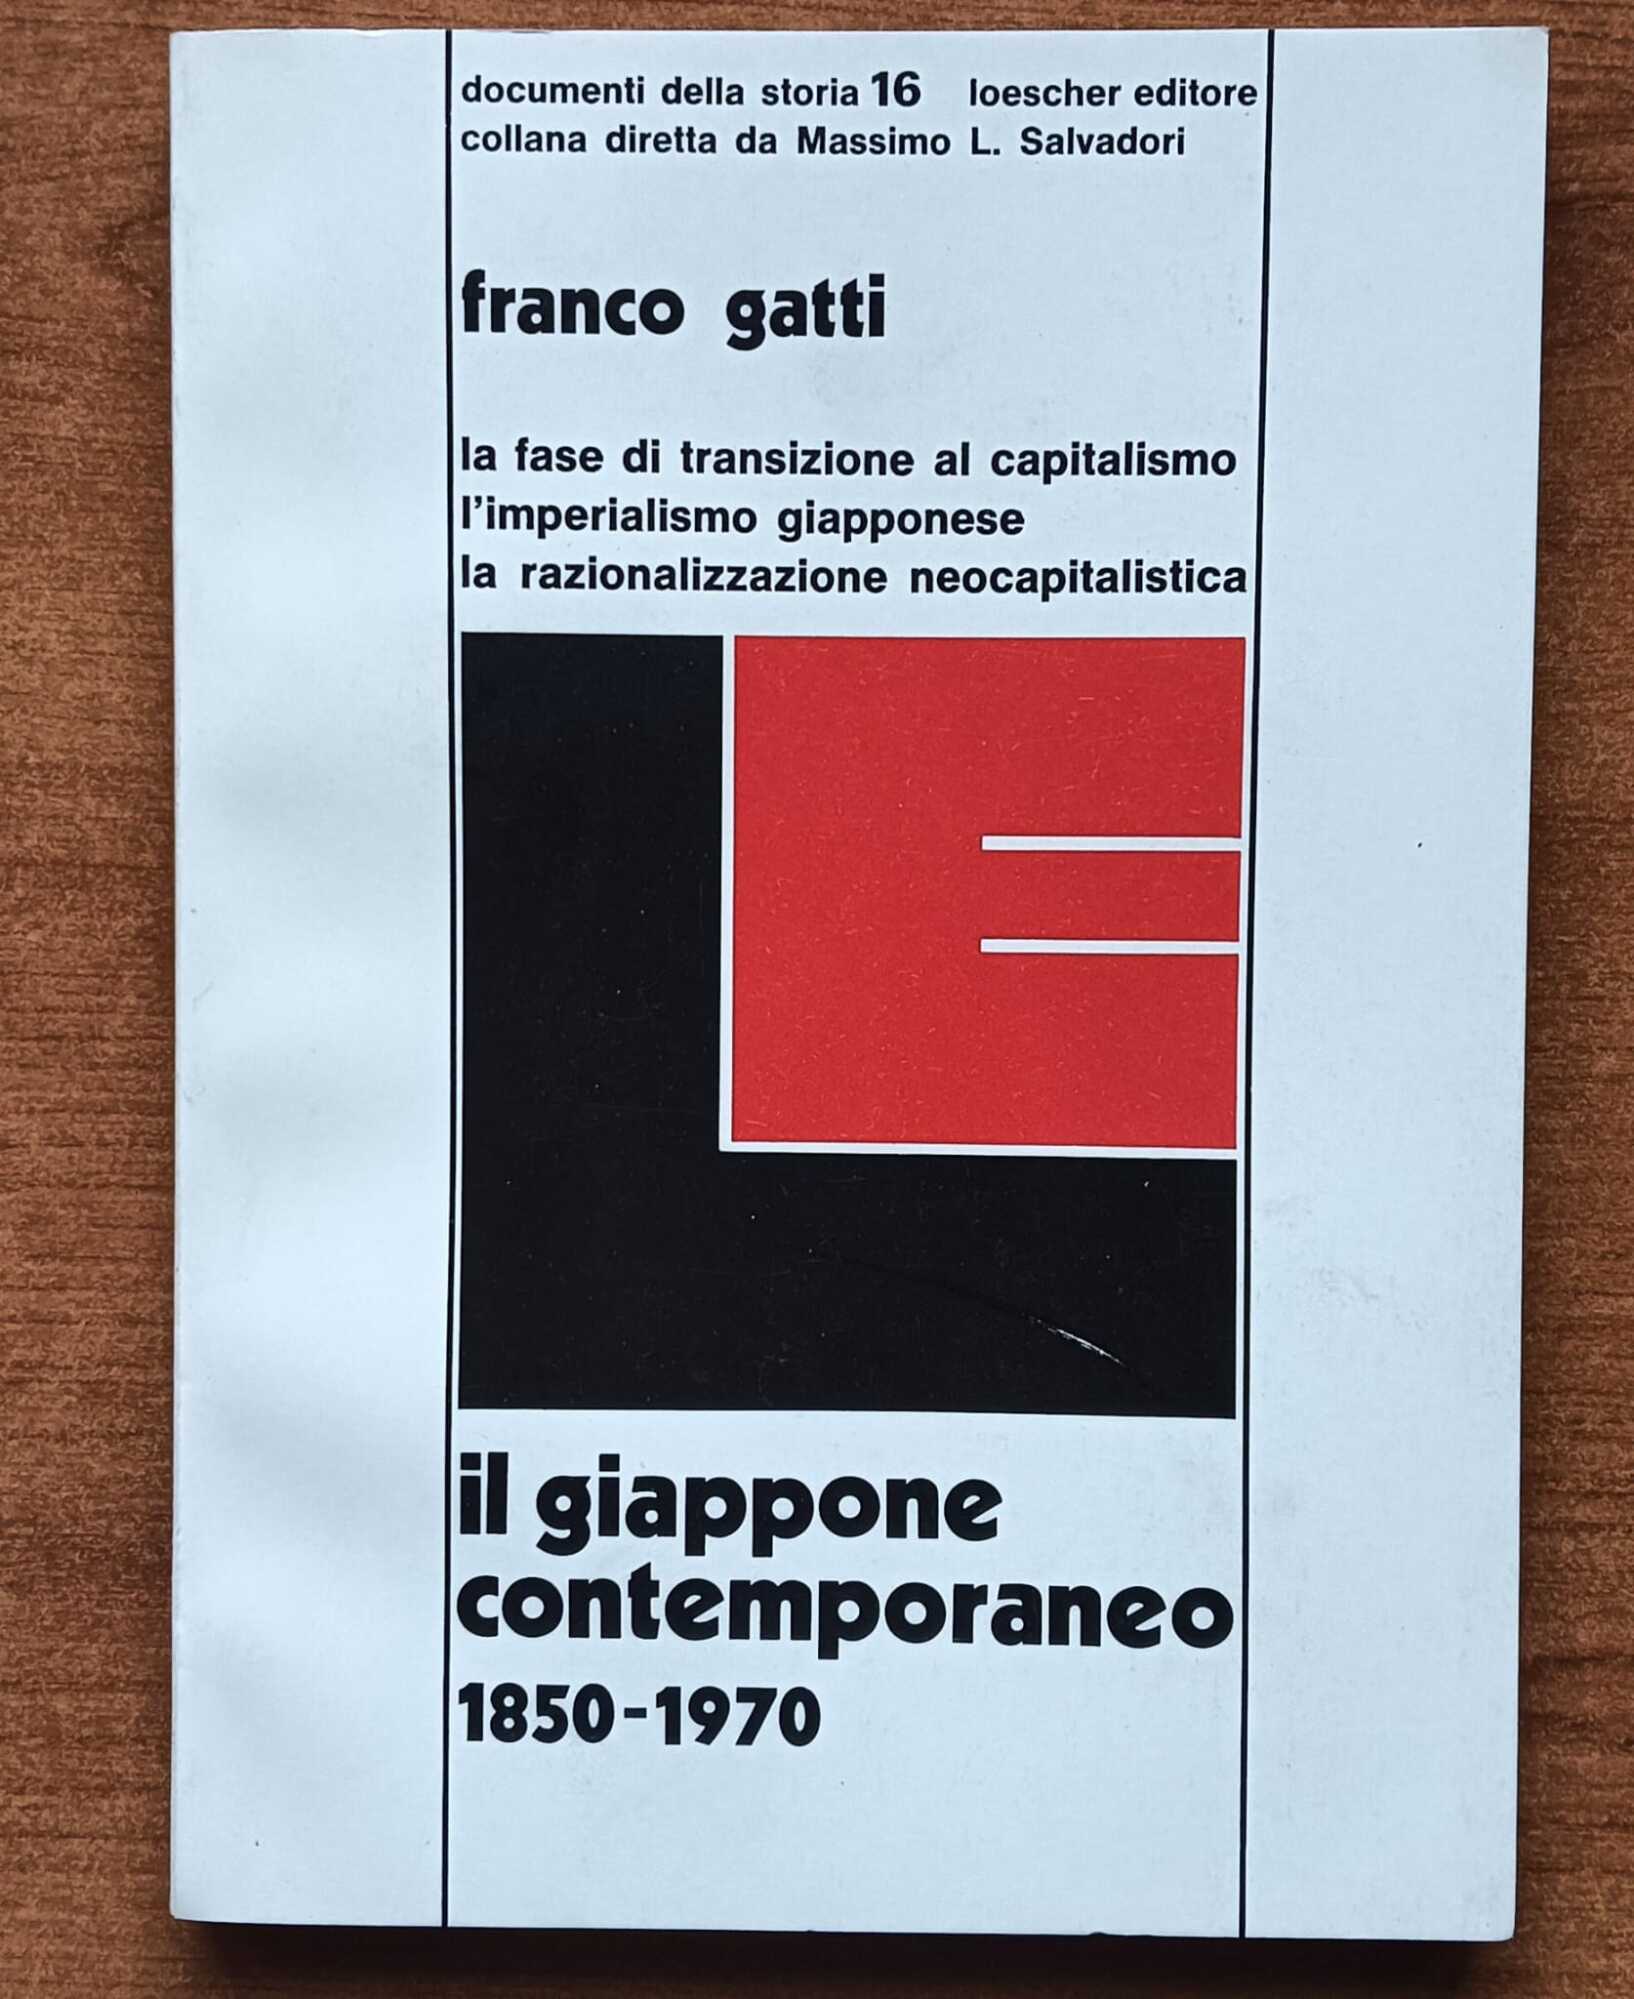 documenti della storia 16 loescher editore
collana diretta da Massimo L. Salvadori
franco gatti
la fase di transizione al capitalismo
l'imperialismo giapponese
la razionalizzazione neocapitalistica
il giappone
contemporaneo
1850-1970